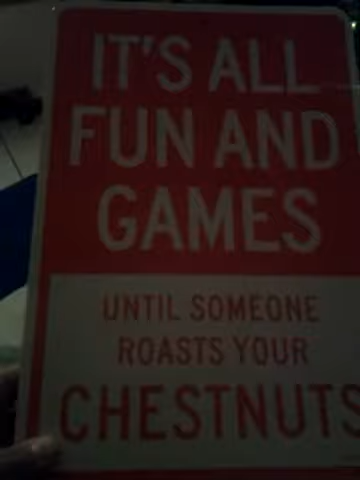 IT'S ALL
FUN AND
GAMES
UNTIL SOMEONE
ROASTS YOUR
CHESTNUTS